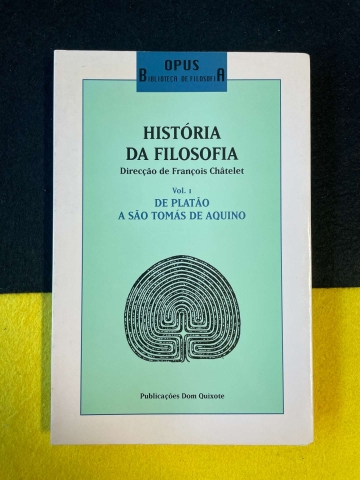 OPUS
BIBLIOTECA DE FILOSOFIA
HISTÓRIA
DA FILOSOFIA
Direcção de François Châtelet
Vol. 1
DE PLATÃO
A SÃO TOMÁS DE AQUINO
Publicações Dom Quixote